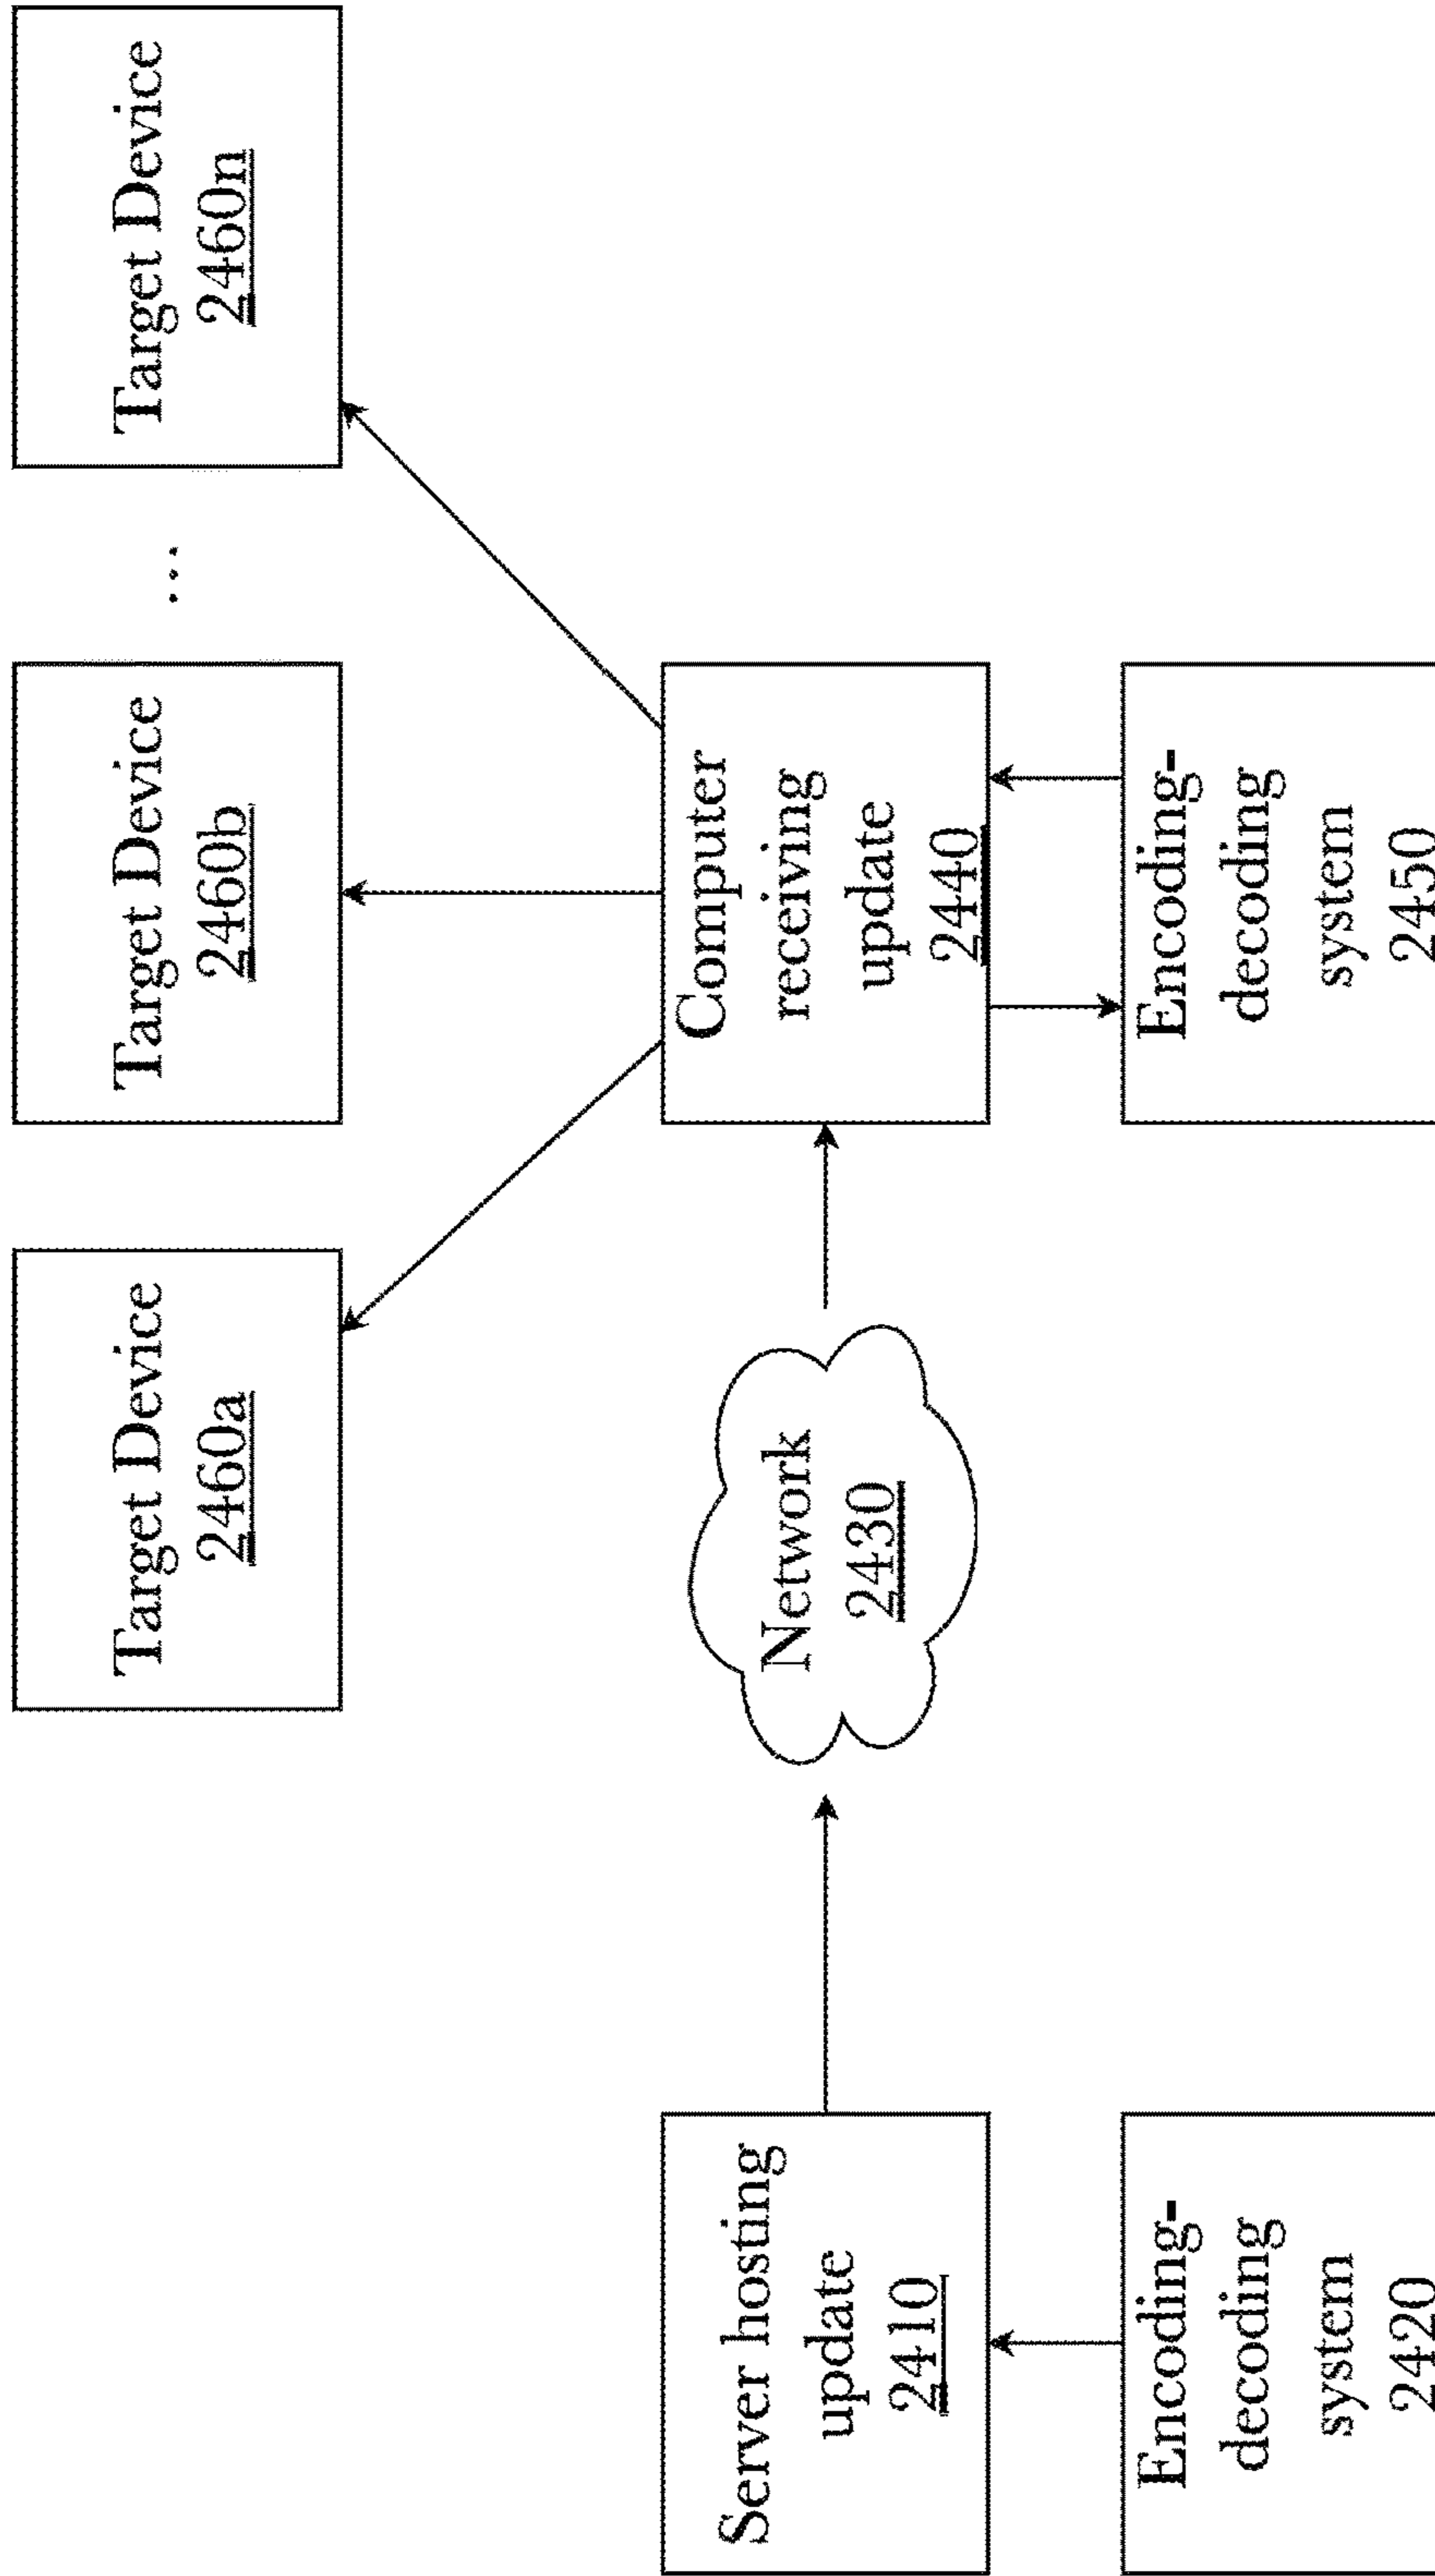 Target Device
2460a
Target Device
2460b
...
Target Device
2460n
Server hosting
update
2410
Network
2430
Computer
receiving
update
2440
Encoding-
decoding
system
2420
Encoding-
decoding
system
2450